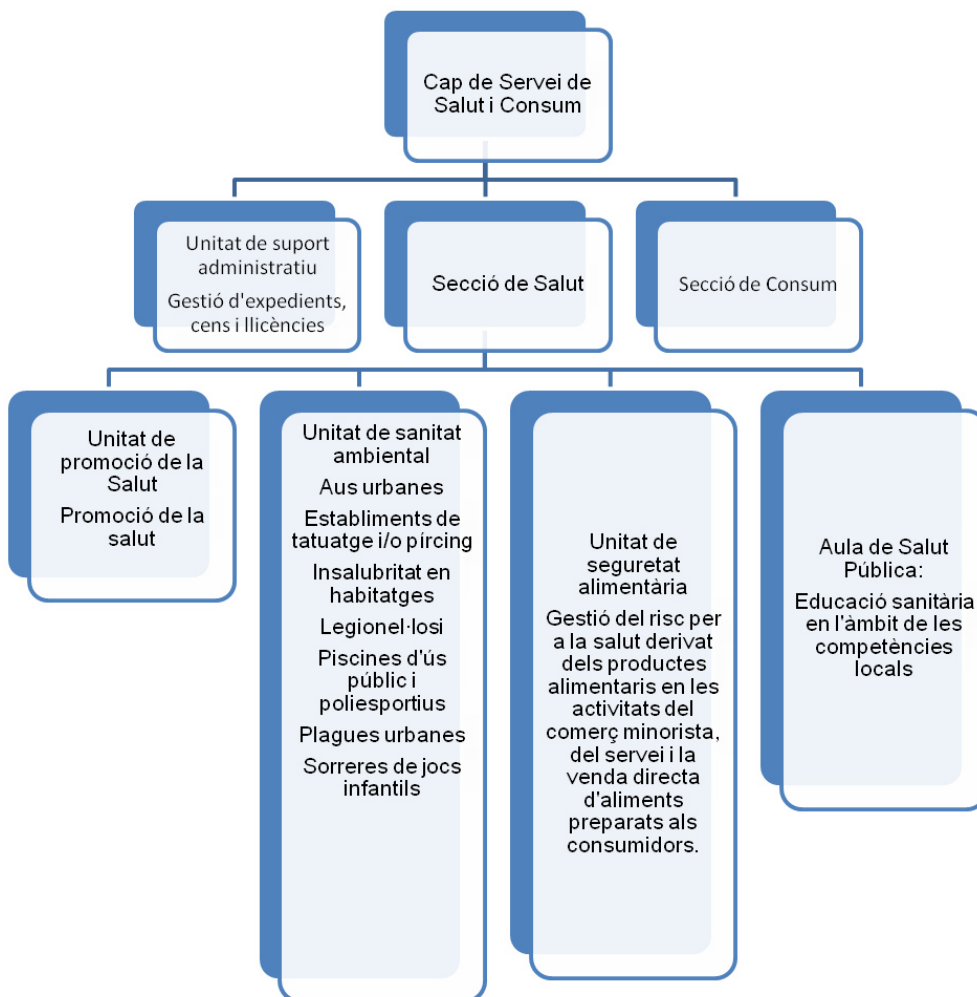 Cap de Servei de
Salut i Consum
Unitat de suport
administratiu
Gestió d'expedients,
cens i llicències
Secció de Salut
Secció de Consum
Unitat de
promoció de la
Salut
Promoció de la
salut
Unitat de sanitat
ambiental
Aus urbanes
Establiments de
tatuatge i/o pírcing
Insalubritat en
habitatges
Legionel·losi
Piscines d'ús
públic i
poliesportius
Plagues urbanes
Sorreres de jocs
infantils
Unitat de
seguretat
alimentària
Gestió del risc per
a la salut derivat
dels productes
alimentaris en les
activitats del
comerç minorista,
del servei i la
venda directa
d'aliments
preparats als
consumidors.
Aula de Salut
Pública:
Educació sanitària
en l'àmbit de les
competències
locals